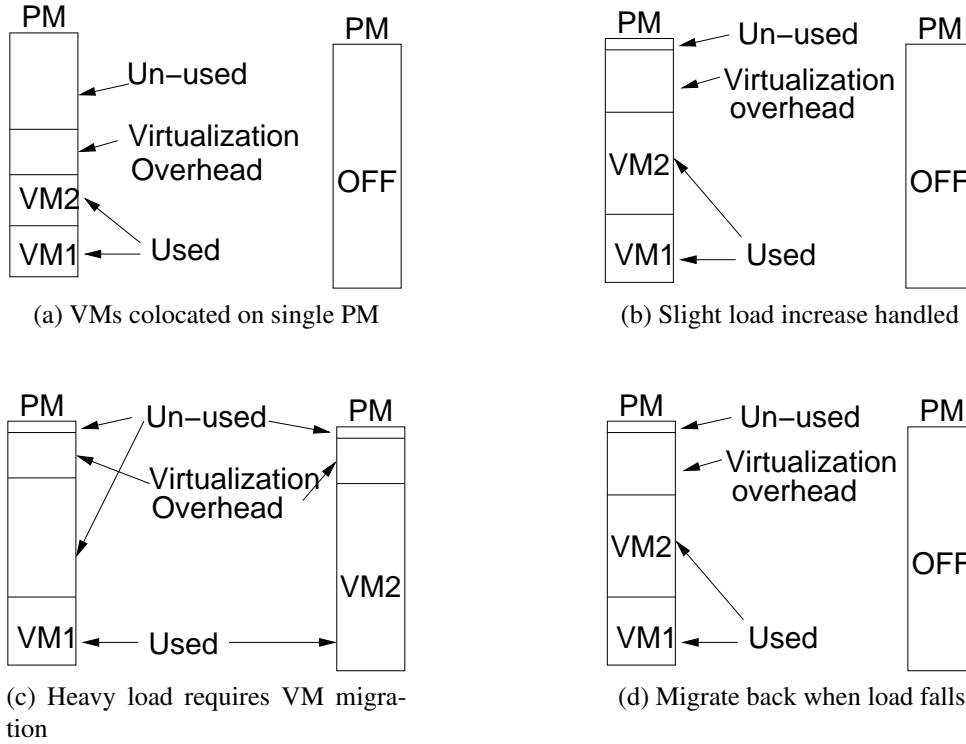 PM
PM
Un-used
Virtualization
Overhead
VM2
OFF
VM1
Used
(a) VMs colocated on single PM
PM
PM
Un-used
Virtualization
overhead
VM2
OFF
VM1
Used
(b) Slight load increase handled
PM
PM
Un-used
Virtualization
Overhead
VM2
VM1
Used
(c) Heavy load requires VM migra-
tion
PM
PM
Un-used
Virtualization
overhead
VM2
OFF
VM1
Used
(d) Migrate back when load falls